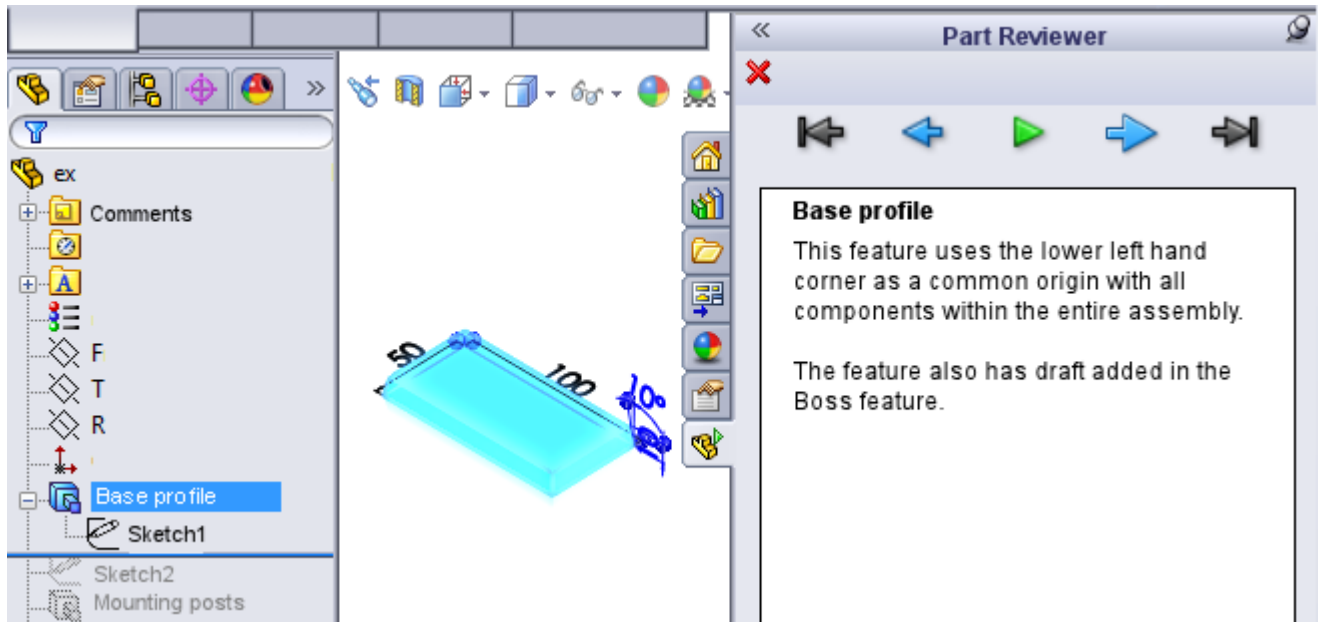 Part Reviewer
ex
Comments
A
F
T
R
Base profile
Sketch1
Sketch2
Mounting posts
50
100
Base profile
This feature uses the lower left hand
corner as a common origin with all
components within the entire assembly.
The feature also has draft added in the
Boss feature.